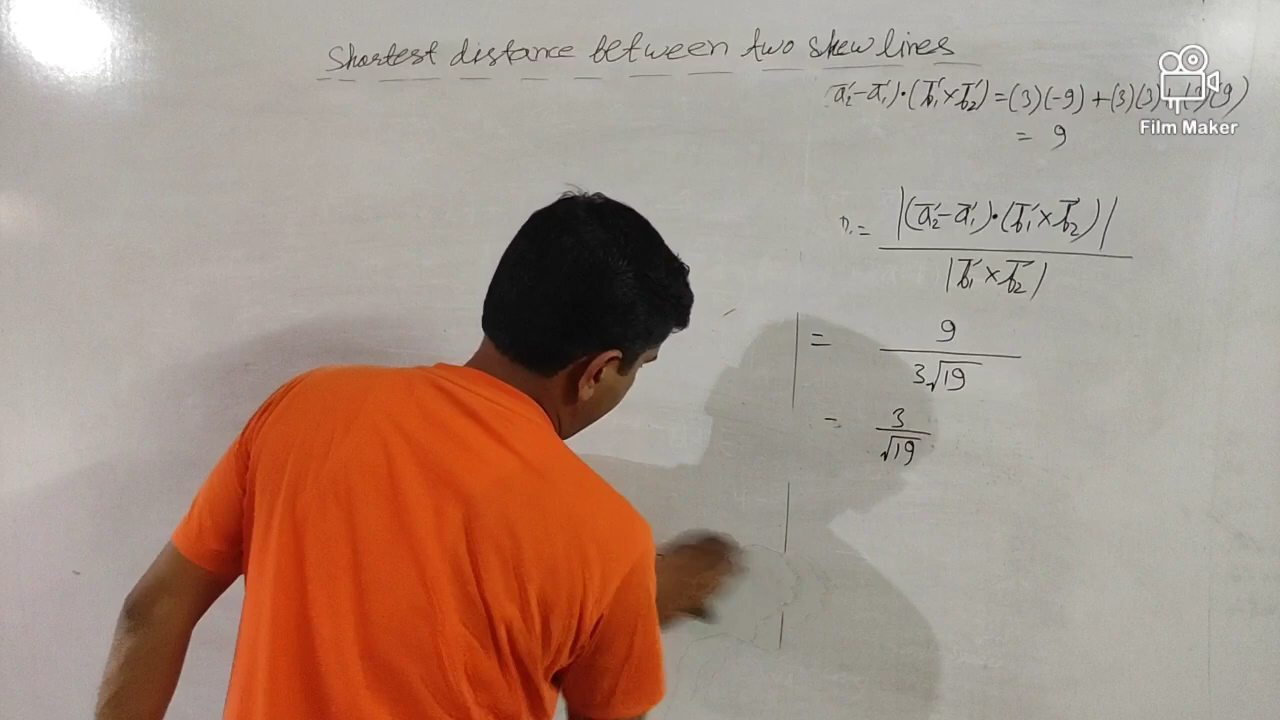 Shortest distance between two skew lines
a₂-a₁)•(b₁×b₂) = (3)(-9) + (3)(3) (9)
= 9
Film Maker
= |(a₂-a₁)•(b₁×b₂)|
|b₁×b₂|
= 9
3√19
= 3
√19